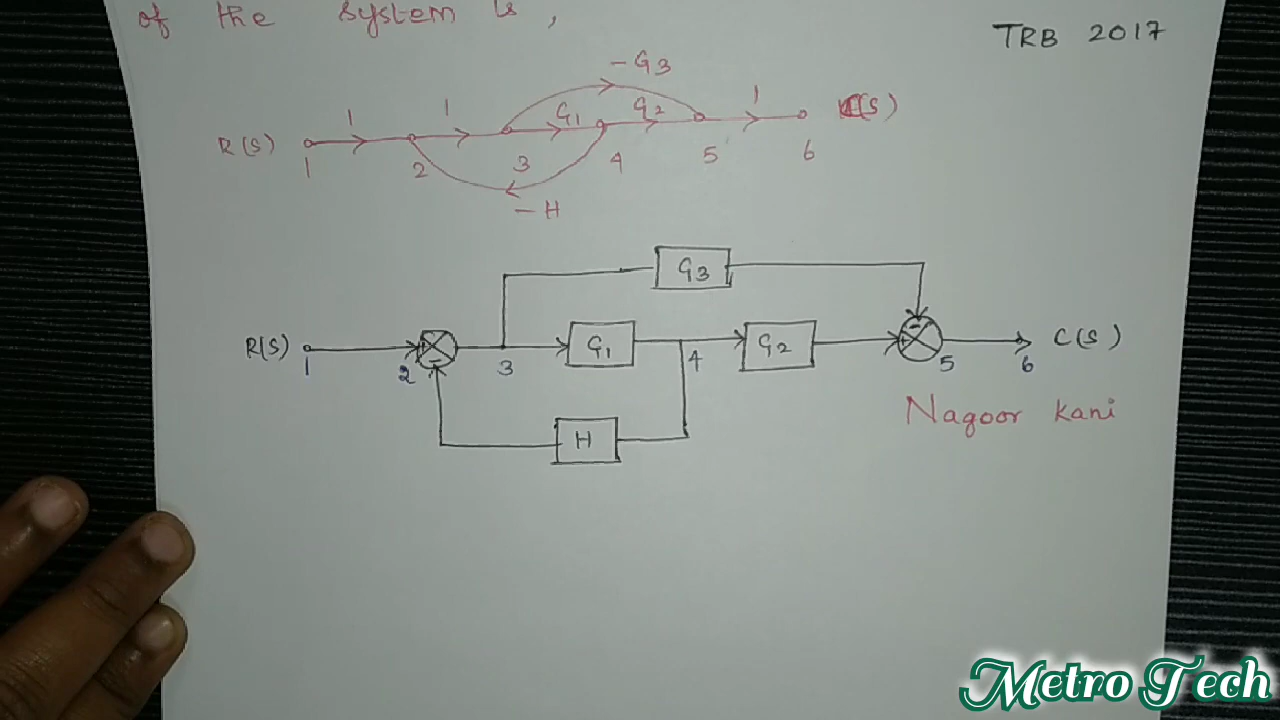 of the system is,
TRB 2017
-G3
1 1 G1 G2 1
R(s) C(s)
1 2 3 4 5 6
-H
G3
R(s) + G1 G2 + - C(s)
1 2 - 3 4 5 6
H
Nagoor kani
Metro Tech